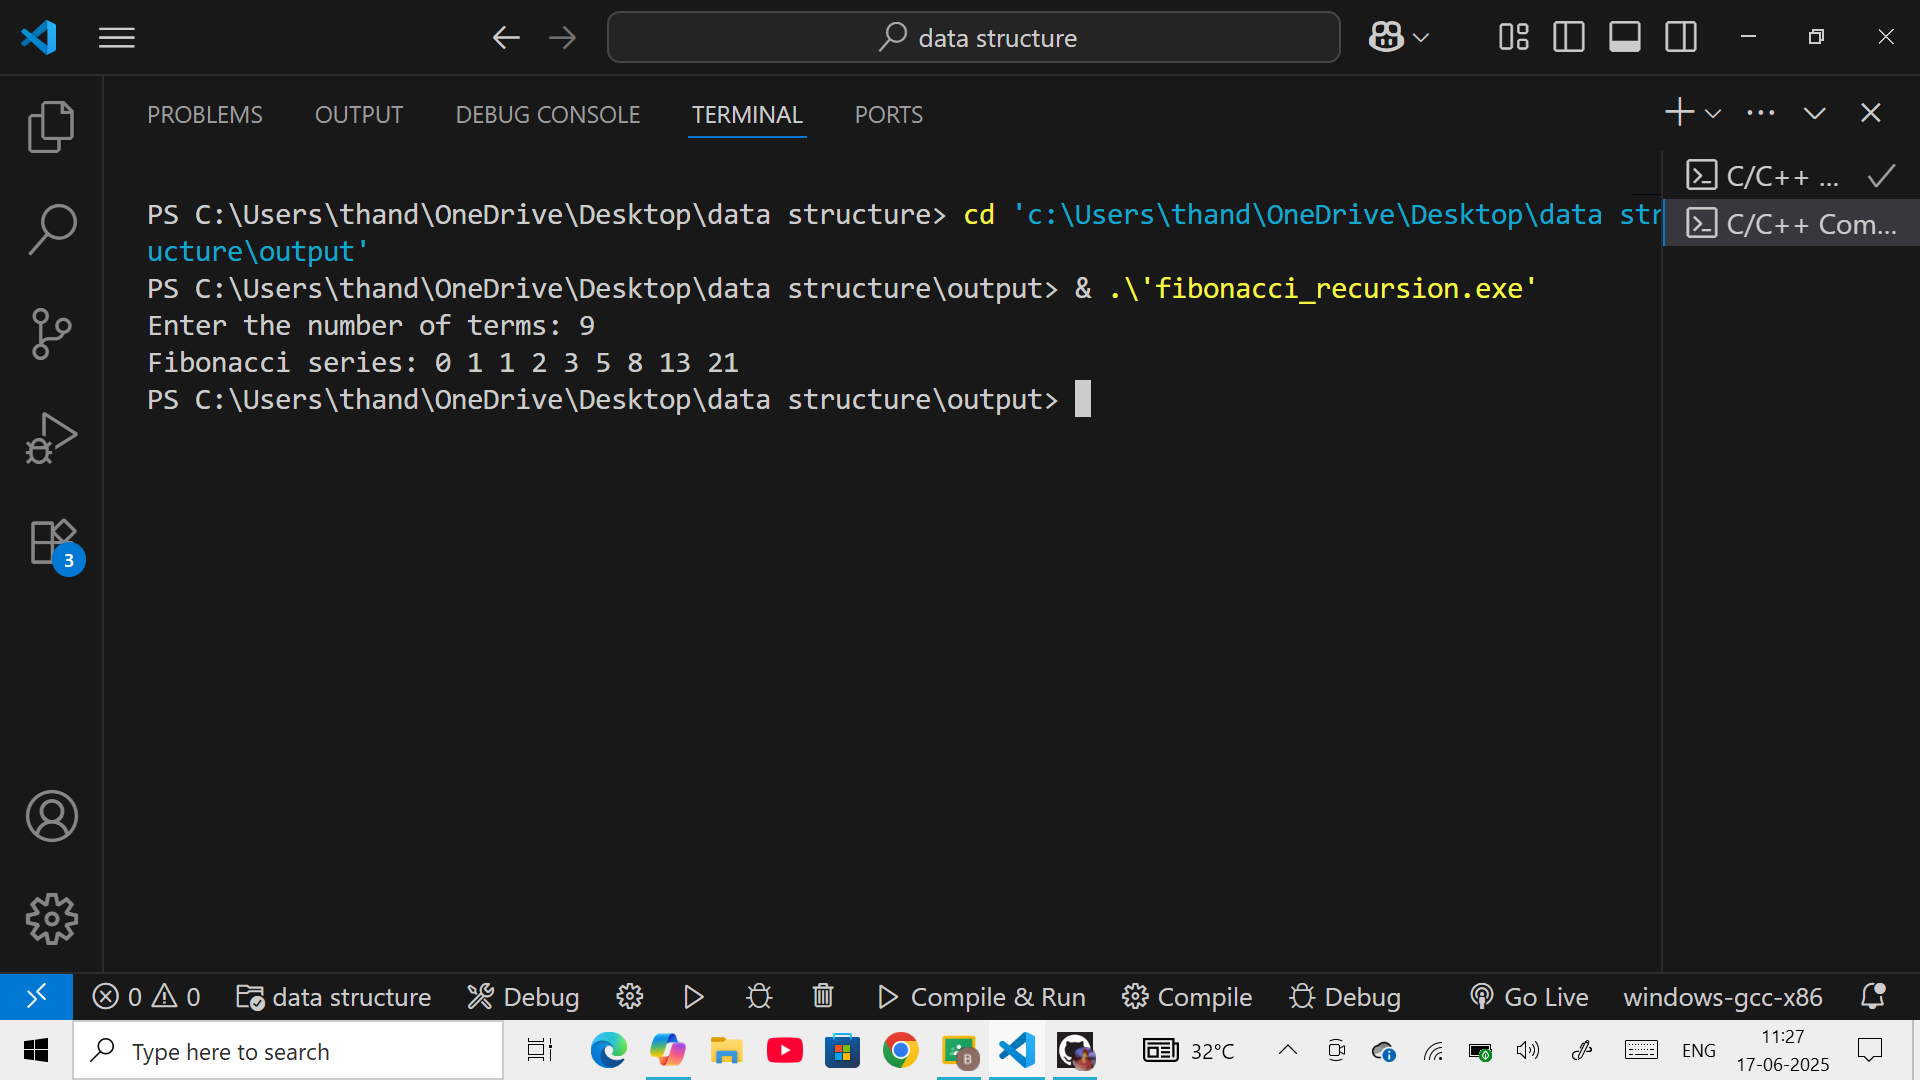 data structure
PROBLEMS OUTPUT DEBUG CONSOLE TERMINAL PORTS
C/C++ ...
C/C++ Com...
PS C:\Users\thand\OneDrive\Desktop\data structure> cd 'c:\Users\thand\OneDrive\Desktop\data str
ucture\output'
PS C:\Users\thand\OneDrive\Desktop\data structure\output> & .\'fibonacci_recursion.exe'
Enter the number of terms: 9
Fibonacci series: 0 1 1 2 3 5 8 13 21
PS C:\Users\thand\OneDrive\Desktop\data structure\output>
3
0 0 data structure Debug Compile & Run Compile Debug Go Live windows-gcc-x86
Type here to search
B
32°C
ENG
11:27
17-06-2025